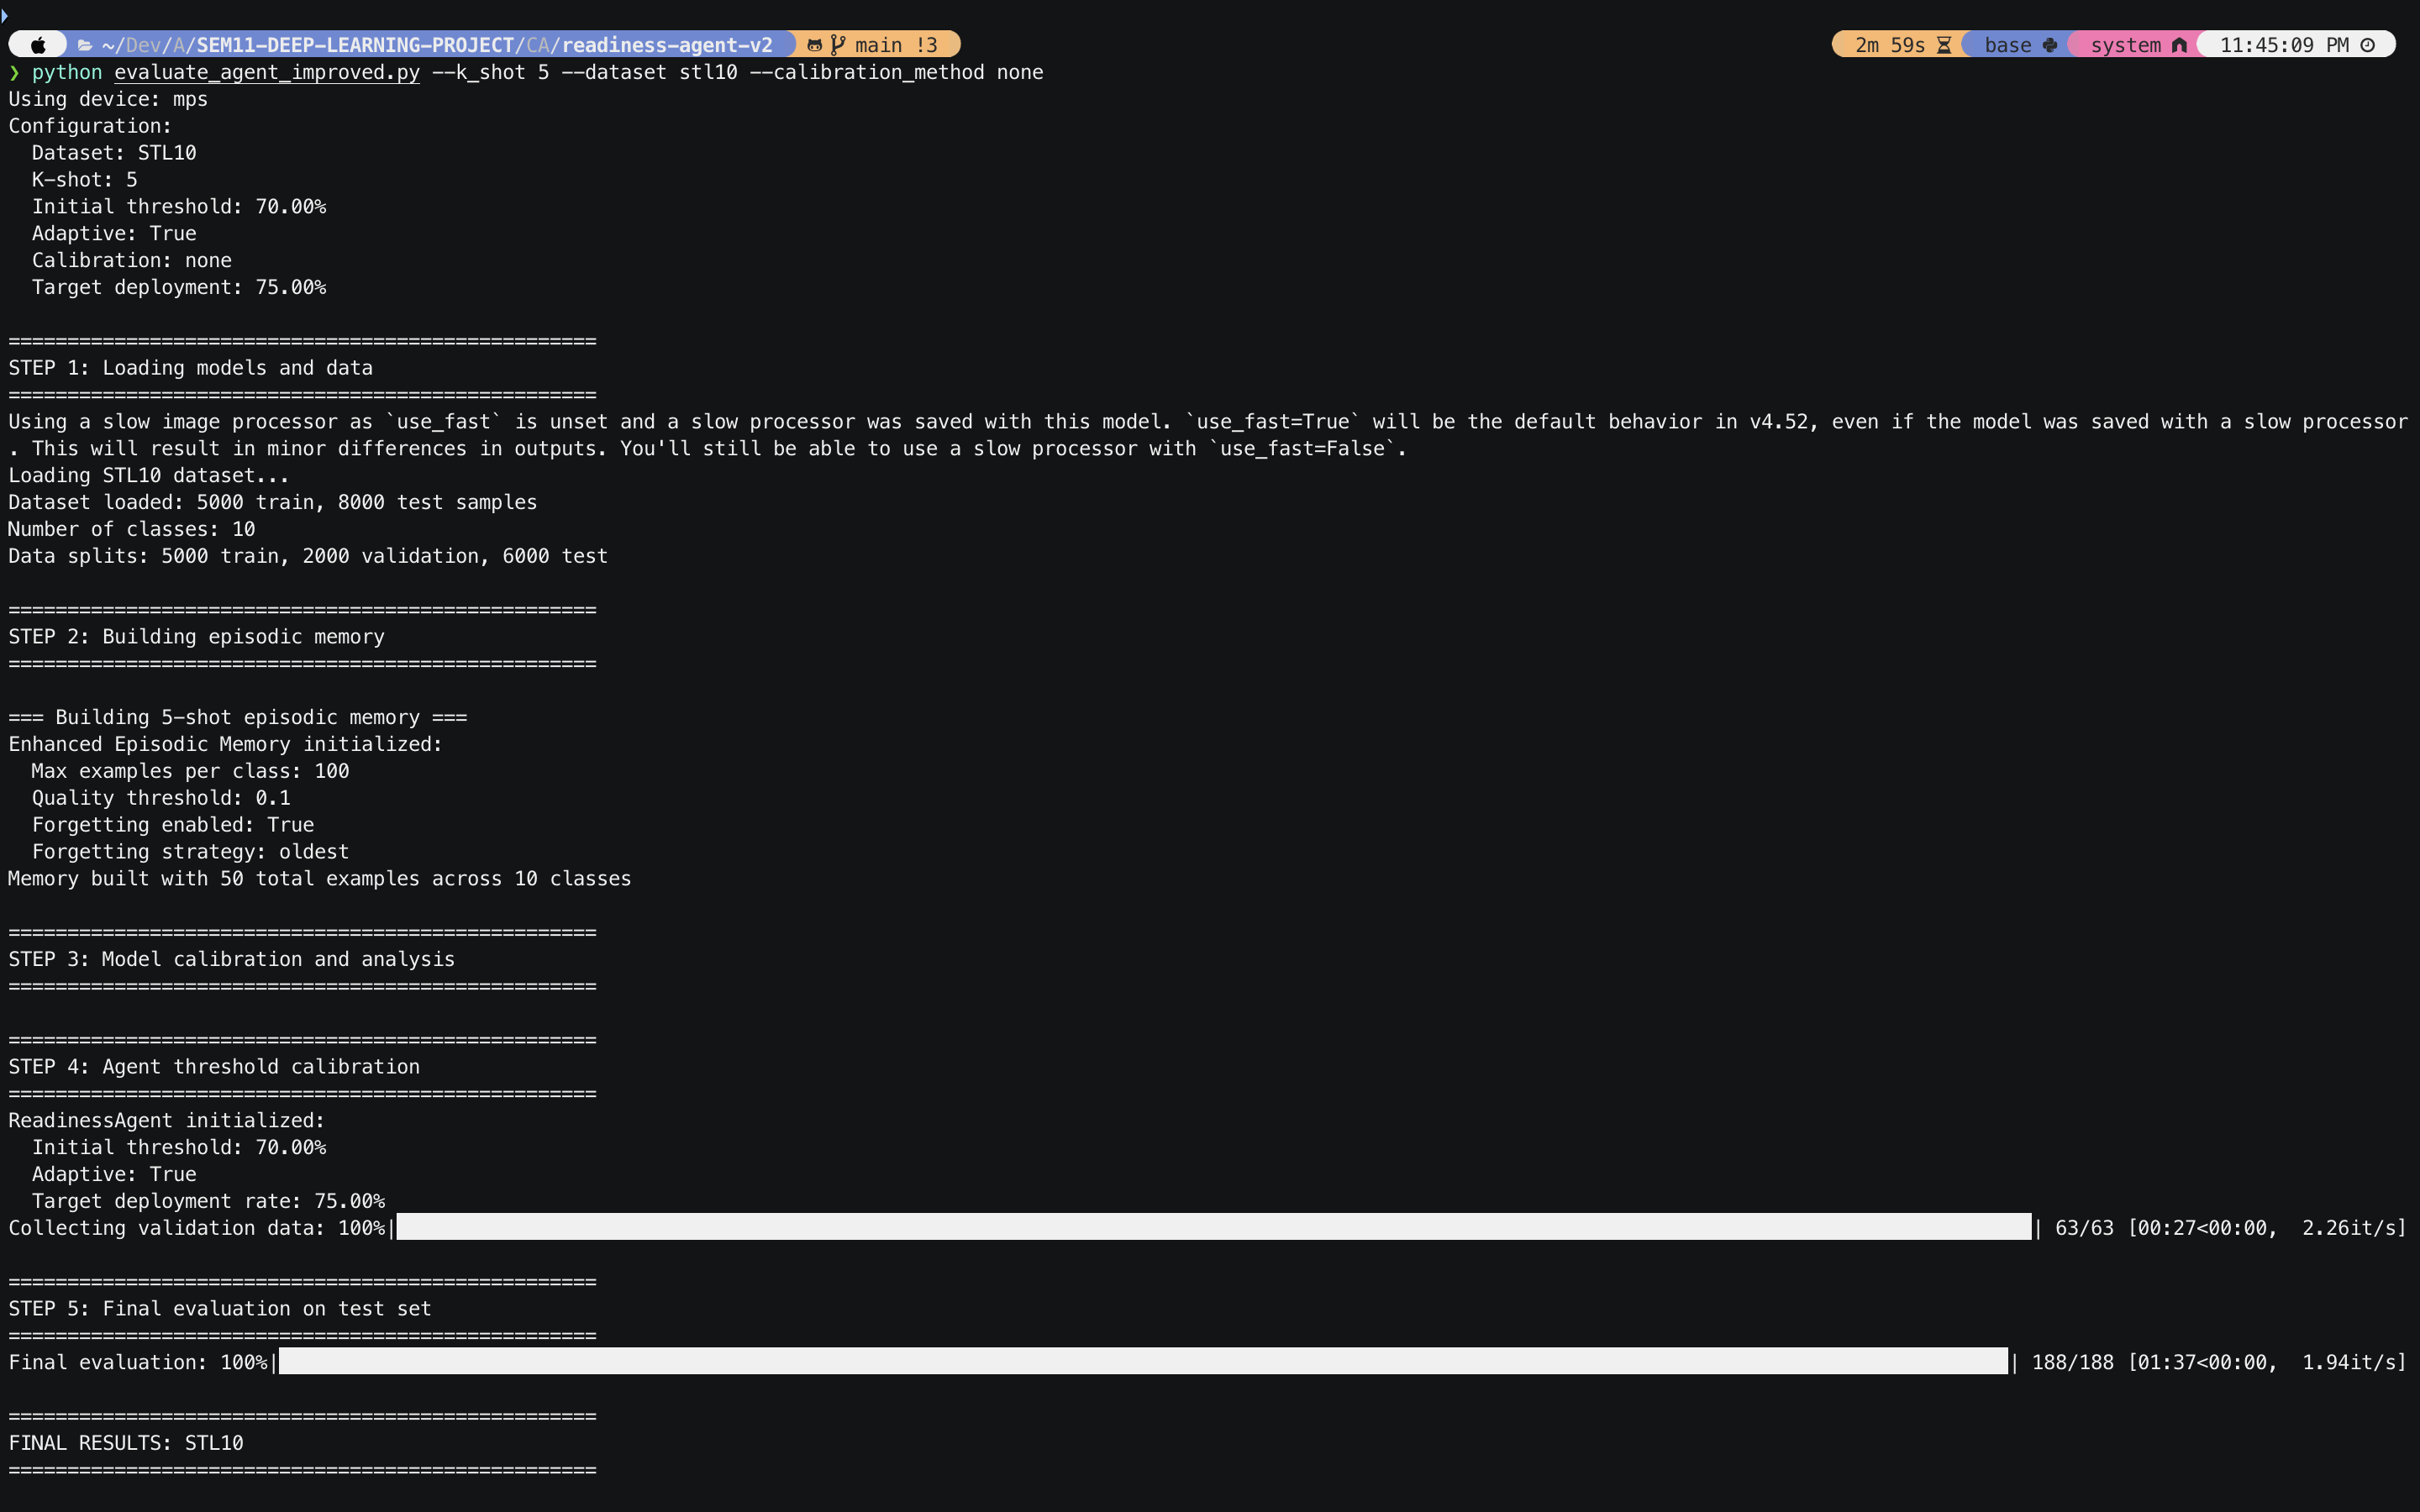 ~/Dev/A/SEM11-DEEP-LEARNING-PROJECT/CA/readiness-agent-v2 main !3 2m 59s base system 11:45:09 PM
❯ python evaluate_agent_improved.py --k_shot 5 --dataset stl10 --calibration_method none
Using device: mps
Configuration:
  Dataset: STL10
  K-shot: 5
  Initial threshold: 70.00%
  Adaptive: True
  Calibration: none
  Target deployment: 75.00%

==================================================
STEP 1: Loading models and data
==================================================
Using a slow image processor as `use_fast` is unset and a slow processor was saved with this model. `use_fast=True` will be the default behavior in v4.52, even if the model was saved with a slow processor
. This will result in minor differences in outputs. You'll still be able to use a slow processor with `use_fast=False`.
Loading STL10 dataset...
Dataset loaded: 5000 train, 8000 test samples
Number of classes: 10
Data splits: 5000 train, 2000 validation, 6000 test

==================================================
STEP 2: Building episodic memory
==================================================

=== Building 5-shot episodic memory ===
Enhanced Episodic Memory initialized:
  Max examples per class: 100
  Quality threshold: 0.1
  Forgetting enabled: True
  Forgetting strategy: oldest
Memory built with 50 total examples across 10 classes

==================================================
STEP 3: Model calibration and analysis
==================================================

==================================================
STEP 4: Agent threshold calibration
==================================================
ReadinessAgent initialized:
  Initial threshold: 70.00%
  Adaptive: True
  Target deployment rate: 75.00%
Collecting validation data: 100%| | 63/63 [00:27<00:00,  2.26it/s]

==================================================
STEP 5: Final evaluation on test set
==================================================
Final evaluation: 100%| | 188/188 [01:37<00:00,  1.94it/s]

==================================================
FINAL RESULTS: STL10
==================================================